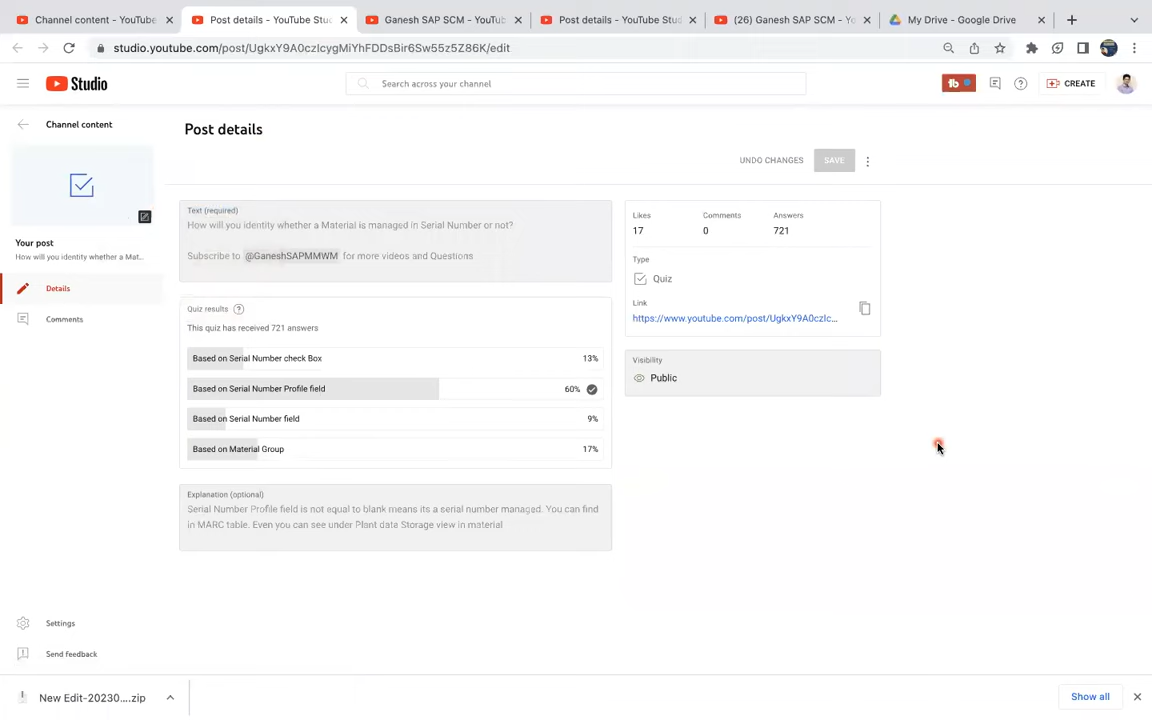 Channel content - YouTube
Post details - YouTube Stu
Ganesh SAP SCM - YouTub
Post details - YouTube Stud
(26) Ganesh SAP SCM - Yo
My Drive - Google Drive
studio.youtube.com/post/UgkxY9A0czIcygMiYhFDDsBir6Sw55z5Z86K/edit
Studio
Search across your channel
CREATE
Channel content
Post details
UNDO CHANGES
SAVE
Your post
How will you identity whether a Mat...
Details
Comments
Text (required)
How will you identity whether a Material is managed in Serial Number or not?
Subscribe to @GaneshSAPMMWM for more videos and Questions
Quiz results
This quiz has received 721 answers
Based on Serial Number check Box 13%
Based on Serial Number Profile field 60%
Based on Serial Number field 9%
Based on Material Group 17%
Explanation (optional)
Serial Number Profile field is not equal to blank means its a serial number managed. You can find
in MARC table. Even you can see under Plant date Storage view in material
Likes Comments Answers
17 0 721
Type
Quiz
Link
https://www.youtube.com/post/UgkxY9A0czIc...
Visibility
Public
Settings
Send feedback
New Edit-20230....zip
Show all